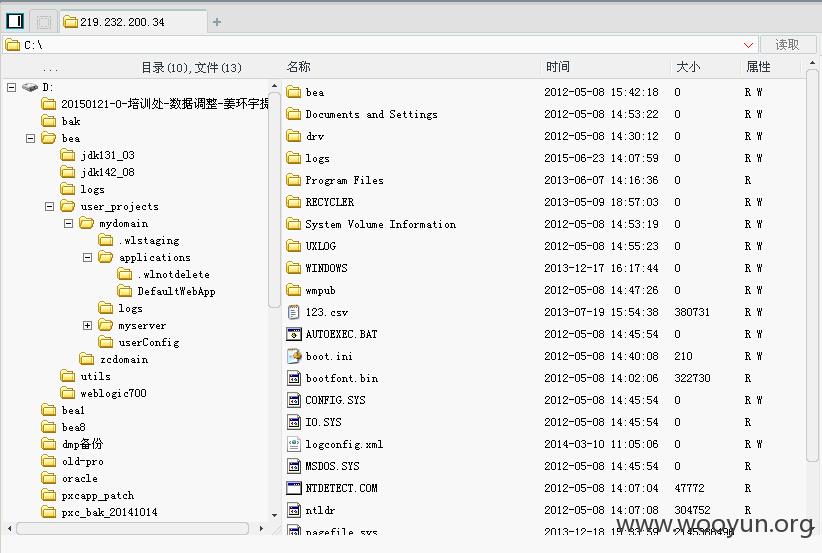 219.232.200.34 +
C:\ 读取
... 目录(10),文件(13)
D:
20150121-0-培训处-数据调整-姜环宇提
bak
bea
jdk131_03
jdk142_08
logs
user_projects
mydomain
.wlstaging
applications
.wlnotdelete
DefaultWebApp
logs
myserver
userConfig
zcdomain
utils
weblogic700
bea1
bea8
dmp备份
old-pro
oracle
pxcapp_patch
pxc_bak_20141014
名称 时间 大小 属性
bea 2012-05-08 15:42:18 0 R W
Documents and Settings 2012-05-08 14:53:22 0 R W
drv 2012-05-08 14:30:12 0 R W
logs 2015-06-23 14:07:59 0 R W
Program Files 2013-06-07 14:16:36 0 R
RECYCLER 2013-05-09 18:57:03 0 R W
System Volume Information 2012-05-08 14:53:19 0 R W
UXLOG 2012-05-08 14:55:23 0 R W
WINDOWS 2013-12-17 16:17:44 0 R W
wmpub 2012-05-08 14:47:26 0 R W
123.csv 2013-07-19 15:54:38 380731 R W
AUTOEXEC.BAT 2012-05-08 14:45:54 0 R W
boot.ini 2012-05-08 14:40:08 210 R W
bootfont.bin 2012-05-08 14:02:06 322730 R
CONFIG.SYS 2012-05-08 14:45:54 0 R W
IO.SYS 2012-05-08 14:45:54 0 R
logconfig.xml 2014-03-10 11:05:06 0 R W
MSDOS.SYS 2012-05-08 14:45:54 0 R
NTDETECT.COM 2012-05-08 14:07:04 47772 R
ntldr 2012-05-08 14:07:08 304752 R
pagefile.sys 2013-12-18
www.wooyun.org